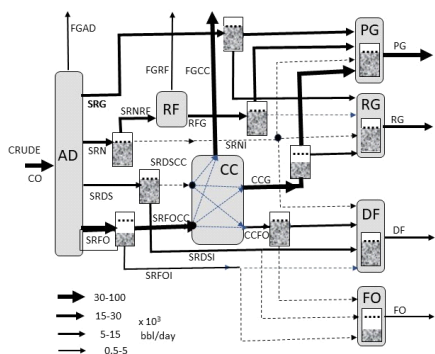 FGAD
FGRF
FGCC
PG
PG
SRG
SRNRF
RF
RFG
RG
RG
CRUDE
CO
AD
SRN
SRNI
SRDSCC
CC
CCG
SRDS
SRFOCC
DF
DF
SRFO
CCFO
SRDSI
SRFOI
FO
FO
30-100
15-30
x 10³
5-15
bbl/day
0.5-5